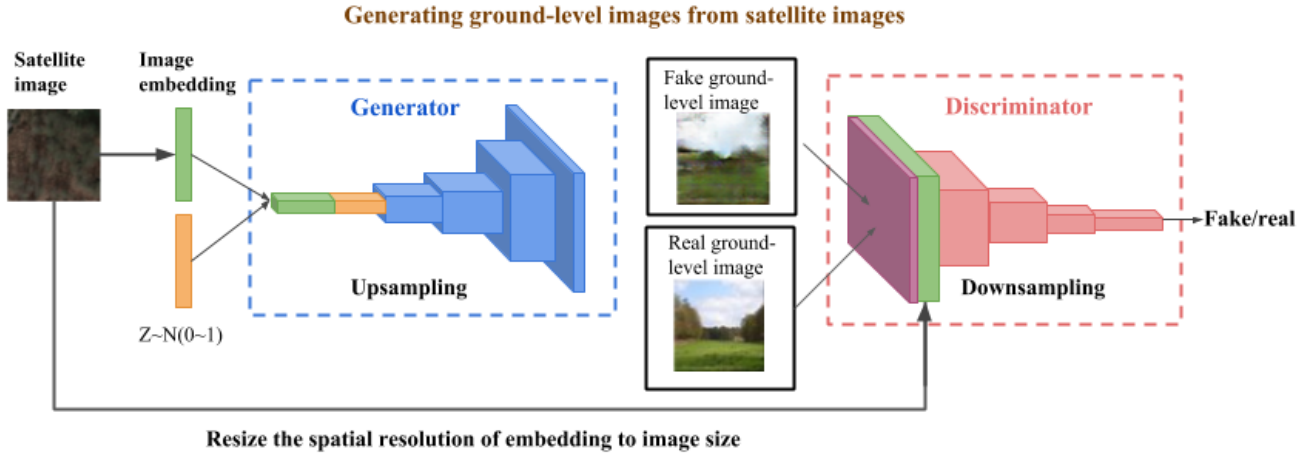 Generating ground-level images from satellite images
Satellite
image
Image
embedding
Z~N(0~1)
Generator
Upsampling
Fake ground-
level image
Real ground-
level image
Discriminator
Downsampling
Fake/real
Resize the spatial resolution of embedding to image size